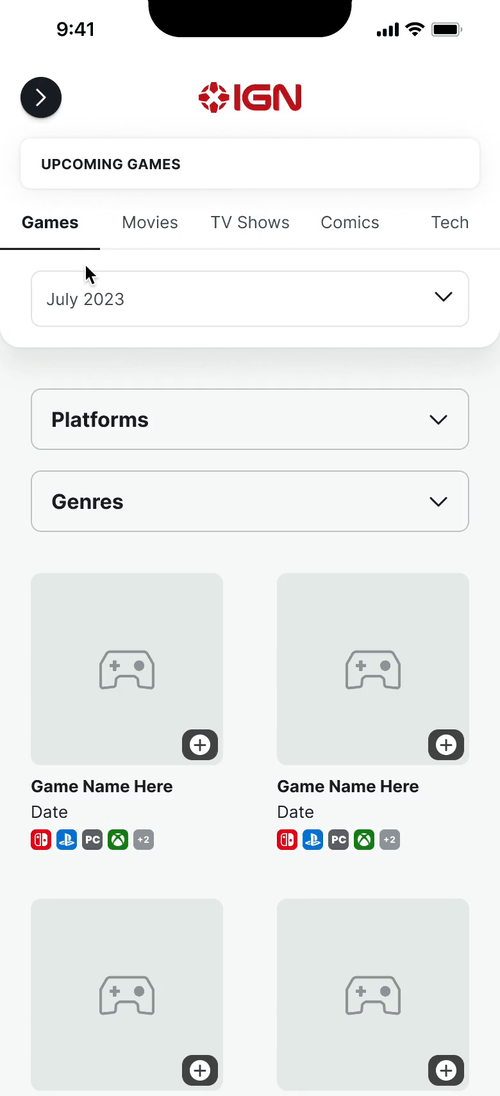 9:41
IGN
UPCOMING GAMES
Games Movies TV Shows Comics Tech
July 2023
Platforms
Genres
Game Name Here Game Name Here
Date Date
PC +2 PC +2